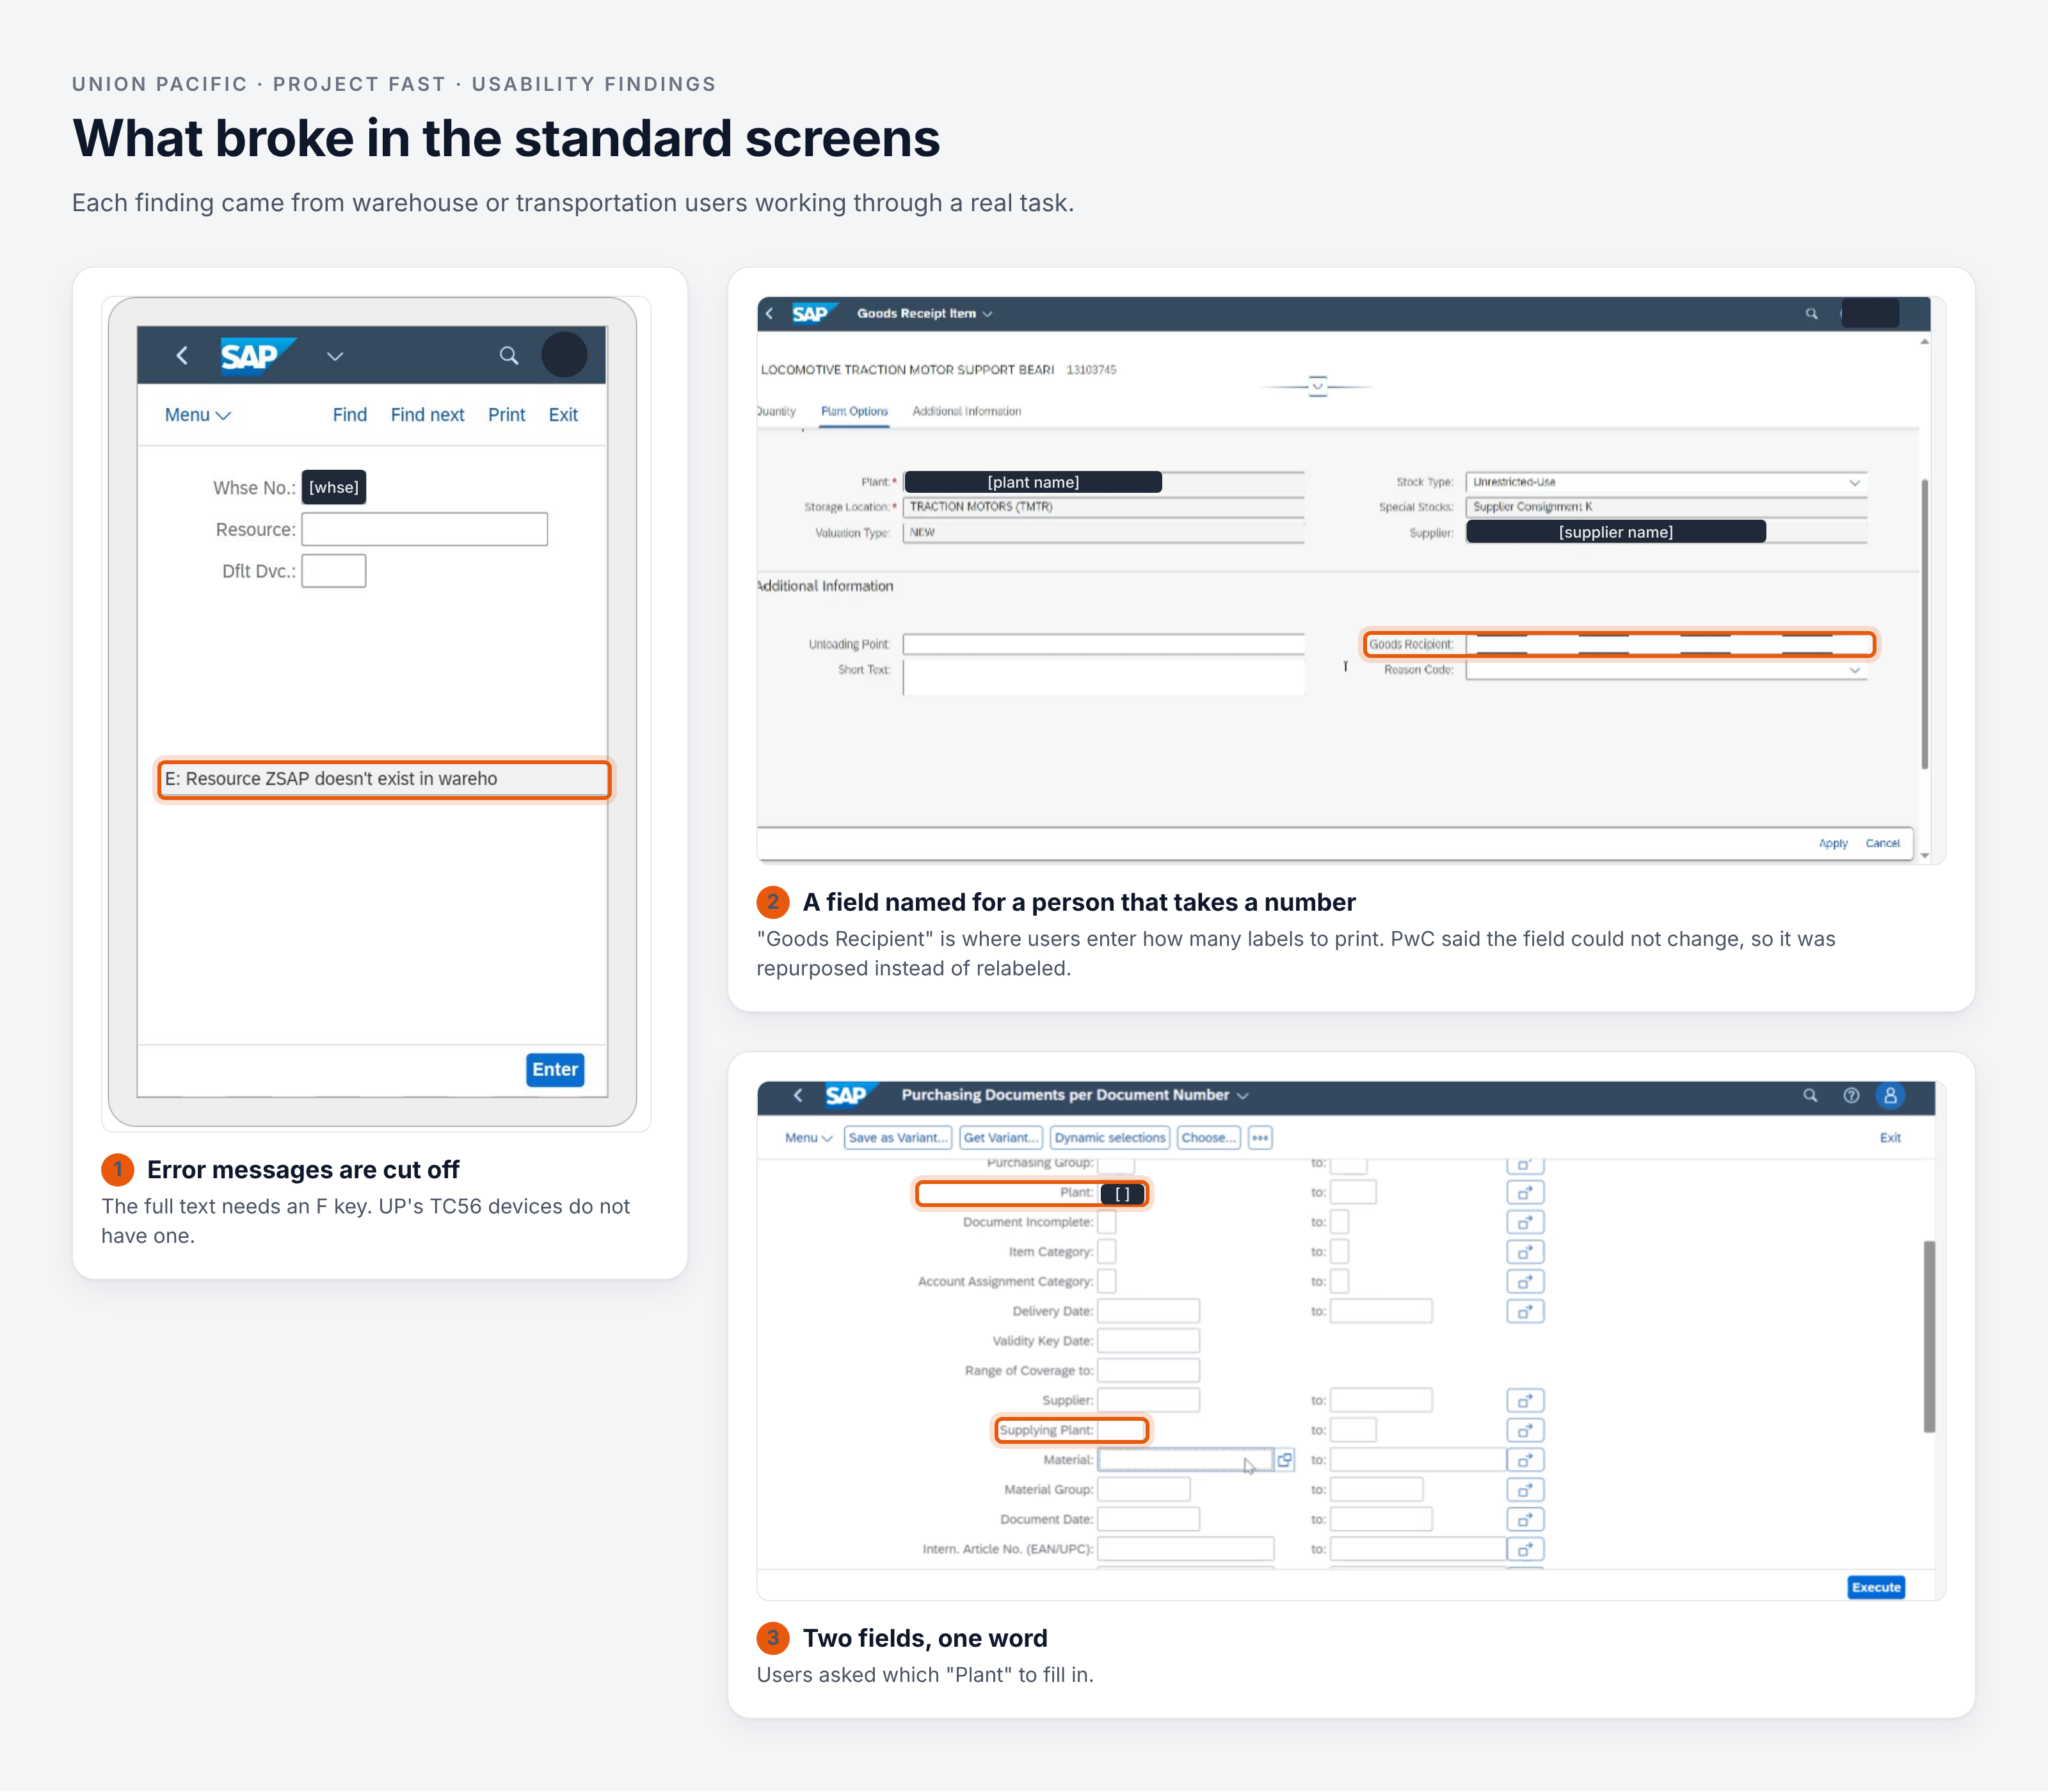 UNION PACIFIC · PROJECT FAST · USABILITY FINDINGS
What broke in the standard screens
Each finding came from warehouse or transportation users working through a real task.
SAP
Menu Find Find next Print Exit
Whse No.: [whse]
Resource:
Dflt Dvc.:
E: Resource ZSAP doesn't exist in wareho
Enter
1 Error messages are cut off
The full text needs an F key. UP's TC56 devices do not
have one.
SAP Goods Receipt Item
LOCOMOTIVE TRACTION MOTOR SUPPORT BEARI 13103745
Quantity Plant Options Additional Information
Plant:* [plant name] Stock Type: Unrestricted-Use
Storage Location:* TRACTION MOTORS (TMTR) Special Stocks: Supplier Consignment K
Valuation Type: NEW Supplier: [supplier name]
Additional Information
Unloading Point: Goods Recipient:
Short Text: Reason Code:
Apply Cancel
2 A field named for a person that takes a number
"Goods Recipient" is where users enter how many labels to print. PwC said the field could not change, so it was
repurposed instead of relabeled.
SAP Purchasing Documents per Document Number
Menu Save as Variant... Get Variant... Dynamic selections Choose... Exit
Purchasing Group: to:
Plant: [ ] to:
Document Incomplete: to:
Item Category: to:
Account Assignment Category: to:
Delivery Date: to:
Validity Key Date:
Range of Coverage to:
Supplier: to:
Supplying Plant: to:
Material: to:
Material Group: to:
Document Date: to:
Intern. Article No. (EAN/UPC): to:
Execute
3 Two fields, one word
Users asked which "Plant" to fill in.